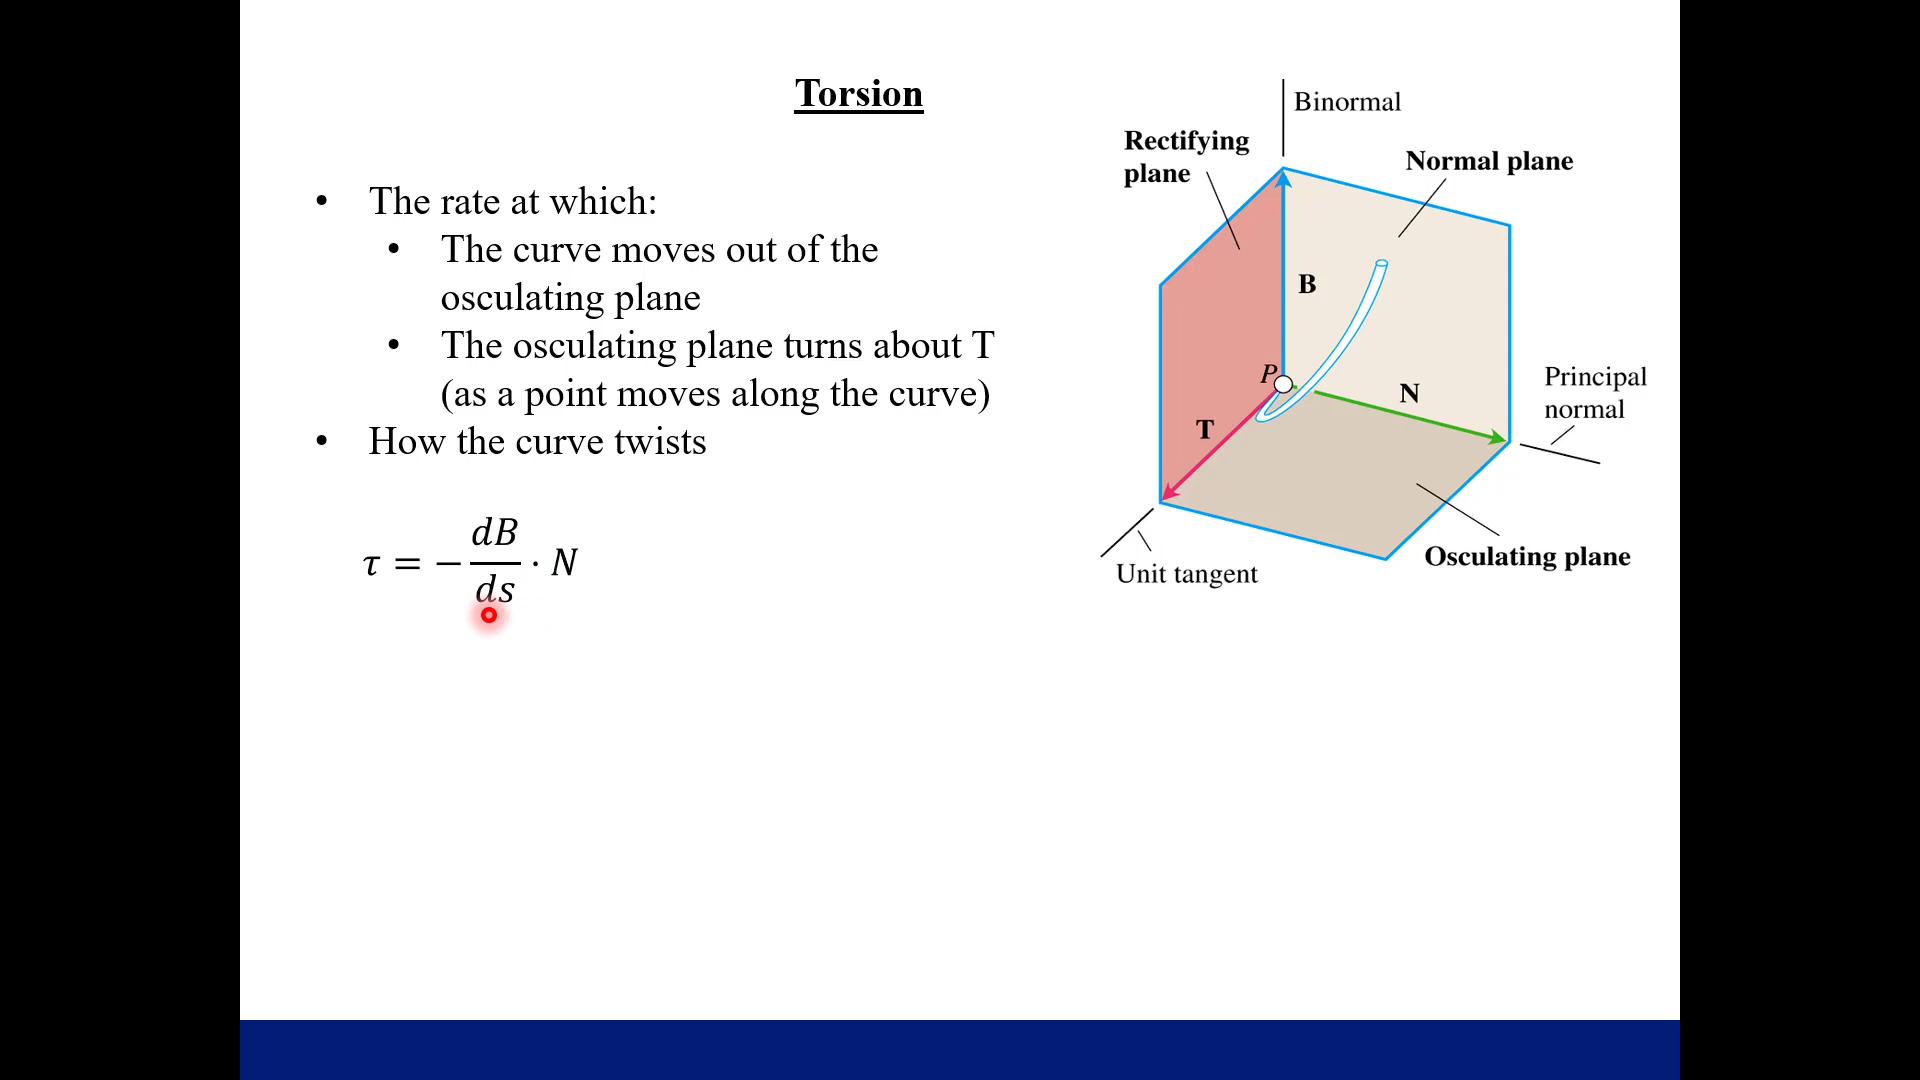 Torsion
• The rate at which:
• The curve moves out of the
osculating plane
• The osculating plane turns about T
(as a point moves along the curve)
• How the curve twists
τ = − dB/ds · N
Binormal
Rectifying
plane
Normal plane
B
P
N
T
Principal
normal
Unit tangent
Osculating plane